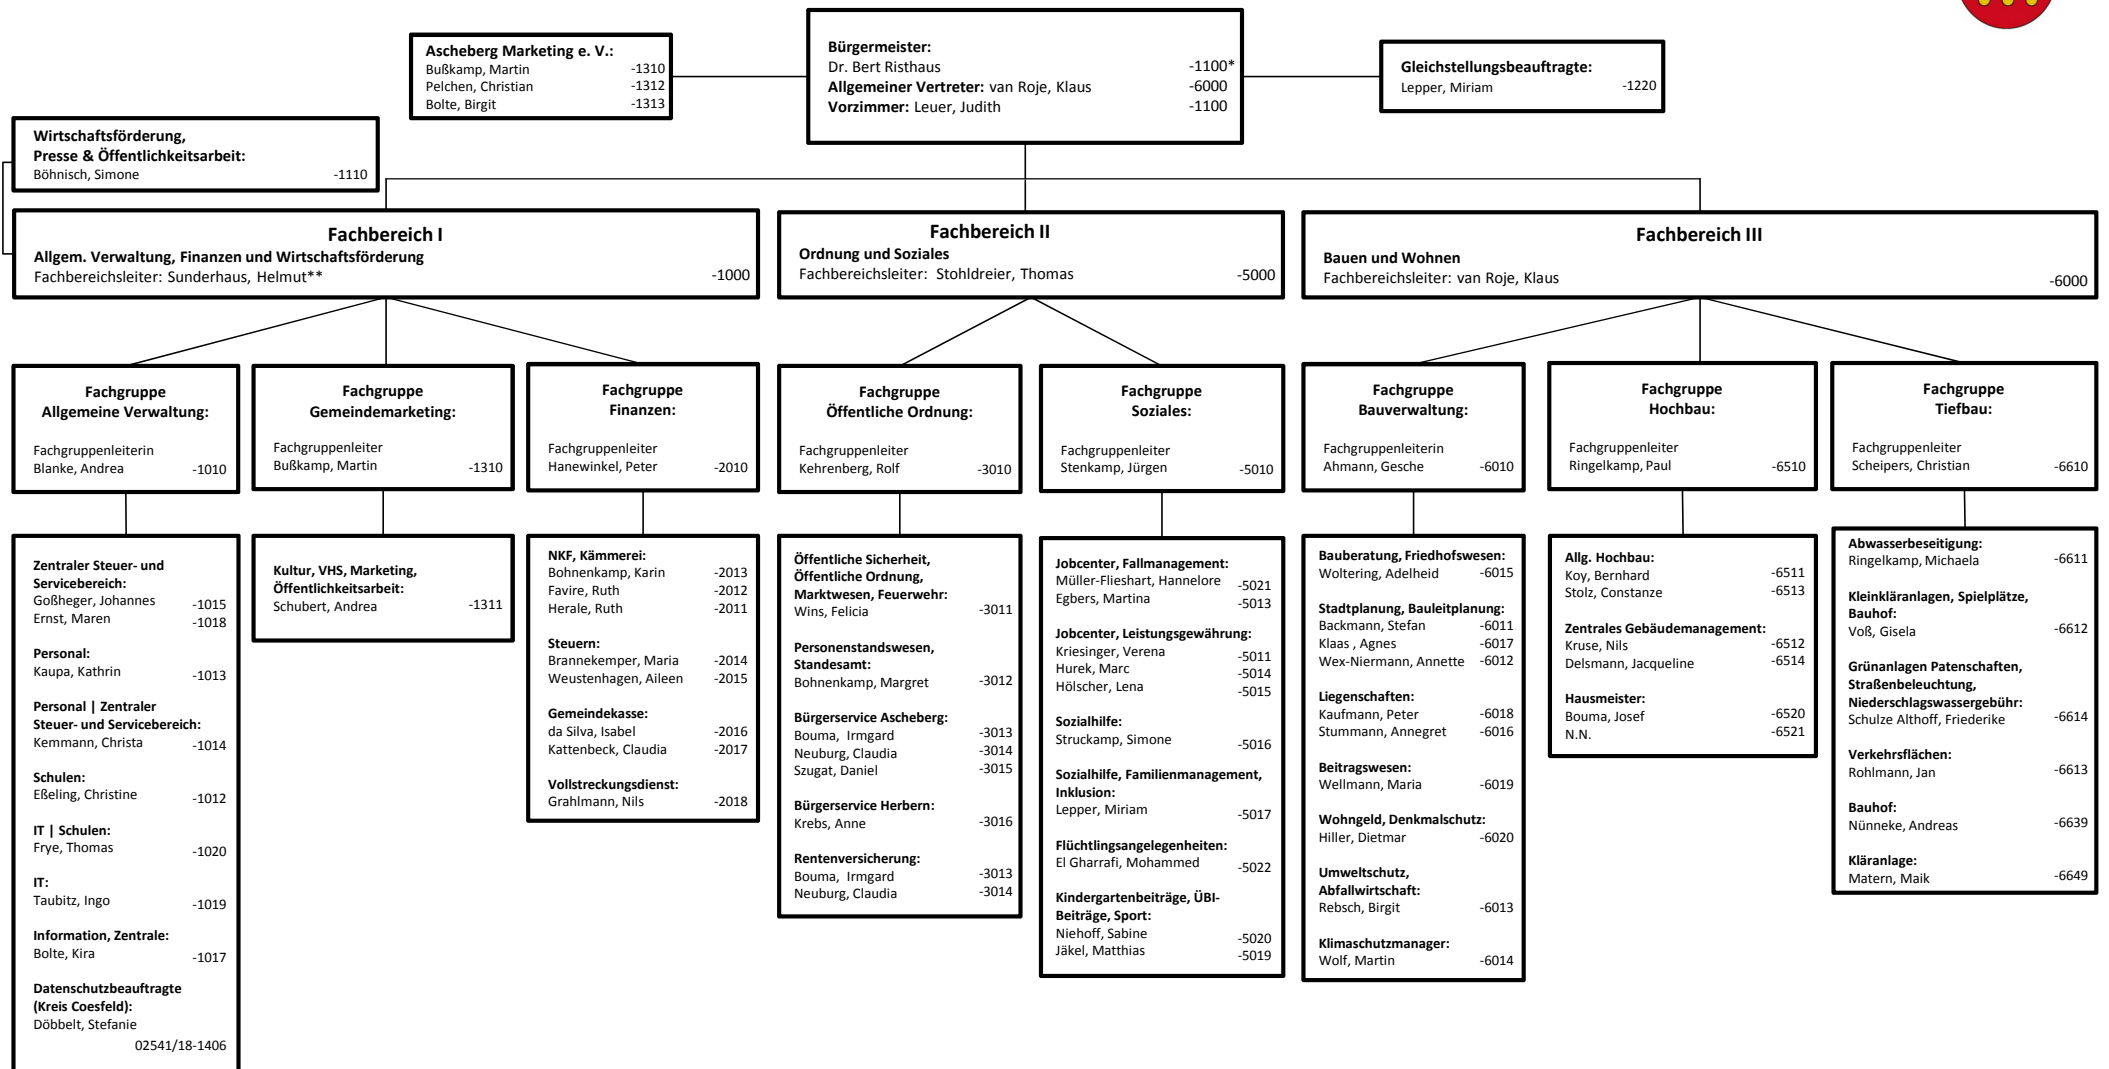 Ascheberg Marketing e. V.:
Bußkamp, Martin -1310
Pelchen, Christian -1312
Bolte, Birgit -1313
Bürgermeister:
Dr. Bert Risthaus -1100*
Allgemeiner Vertreter: van Roje, Klaus -6000
Vorzimmer: Leuer, Judith -1100
Gleichstellungsbeauftragte:
Lepper, Miriam -1220
Wirtschaftsförderung,
Presse & Öffentlichkeitsarbeit:
Böhnisch, Simone -1110
Fachbereich I
Allgem. Verwaltung, Finanzen und Wirtschaftsförderung
Fachbereichsleiter: Sunderhaus, Helmut** -1000
Fachbereich II
Ordnung und Soziales
Fachbereichsleiter: Stohldreier, Thomas -5000
Fachbereich III
Bauen und Wohnen
Fachbereichsleiter: van Roje, Klaus -6000
Fachgruppe
Allgemeine Verwaltung:
Fachgruppenleiterin
Blanke, Andrea -1010
Fachgruppe
Gemeindemarketing:
Fachgruppenleiter
Bußkamp, Martin -1310
Fachgruppe
Finanzen:
Fachgruppenleiter
Hanewinkel, Peter -2010
Fachgruppe
Öffentliche Ordnung:
Fachgruppenleiter
Kehrenberg, Rolf -3010
Fachgruppe
Soziales:
Fachgruppenleiter
Stenkamp, Jürgen -5010
Fachgruppe
Bauverwaltung:
Fachgruppenleiterin
Ahmann, Gesche -6010
Fachgruppe
Hochbau:
Fachgruppenleiter
Ringelkamp, Paul -6510
Fachgruppe
Tiefbau:
Fachgruppenleiter
Scheipers, Christian -6610
Zentraler Steuer- und
Servicebereich:
Goßheger, Johannes -1015
Ernst, Maren -1018
Personal:
Kaupa, Kathrin -1013
Personal | Zentraler
Steuer- und Servicebereich:
Kemmann, Christa -1014
Schulen:
Eßeling, Christine -1012
IT | Schulen:
Frye, Thomas -1020
IT:
Taubitz, Ingo -1019
Information, Zentrale:
Bolte, Kira -1017
Datenschutzbeauftragte
(Kreis Coesfeld):
Döbbelt, Stefanie
02541/18-1406
Kultur, VHS, Marketing,
Öffentlichkeitsarbeit:
Schubert, Andrea -1311
NKF, Kämmerei:
Bohnenkamp, Karin -2013
Favire, Ruth -2012
Herale, Ruth -2011
Steuern:
Brannekemper, Maria -2014
Weustenhagen, Aileen -2015
Gemeindekasse:
da Silva, Isabel -2016
Kattenbeck, Claudia -2017
Vollstreckungsdienst:
Grahlmann, Nils -2018
Öffentliche Sicherheit,
Öffentliche Ordnung,
Marktwesen, Feuerwehr:
Wins, Felicia -3011
Personenstandswesen,
Standesamt:
Bohnenkamp, Margret -3012
Bürgerservice Ascheberg:
Bouma, Irmgard -3013
Neuburg, Claudia -3014
Szugat, Daniel -3015
Bürgerservice Herbern:
Krebs, Anne -3016
Rentenversicherung:
Bouma, Irmgard -3013
Neuburg, Claudia -3014
Jobcenter, Fallmanagement:
Müller-Flieshart, Hannelore -5021
Egbers, Martina -5013
Jobcenter, Leistungsgewährung:
Kriesinger, Verena -5011
Hurek, Marc -5014
Hölscher, Lena -5015
Sozialhilfe:
Struckamp, Simone -5016
Sozialhilfe, Familienmanagement,
Inklusion:
Lepper, Miriam -5017
Flüchtlingsangelegenheiten:
El Gharrafi, Mohammed -5022
Kindergartenbeiträge, ÜBI-
Beiträge, Sport:
Niehoff, Sabine -5020
Jäkel, Matthias -5019
Bauberatung, Friedhofswesen:
Woltering, Adelheid -6015
Stadtplanung, Bauleitplanung:
Backmann, Stefan -6011
Klaas , Agnes -6017
Wex-Niermann, Annette -6012
Liegenschaften:
Kaufmann, Peter -6018
Stummann, Annegret -6016
Beitragswesen:
Wellmann, Maria -6019
Wohngeld, Denkmalschutz:
Hiller, Dietmar -6020
Umweltschutz,
Abfallwirtschaft:
Rebsch, Birgit -6013
Klimaschutzmanager:
Wolf, Martin -6014
Allg. Hochbau:
Koy, Bernhard -6511
Stolz, Constanze -6513
Zentrales Gebäudemanagement:
Kruse, Nils -6512
Delsmann, Jacqueline -6514
Hausmeister:
Bouma, Josef -6520
N.N. -6521
Abwasserbeseitigung:
Ringelkamp, Michaela -6611
Kleinkläranlagen, Spielplätze,
Bauhof:
Voß, Gisela -6612
Grünanlagen Patenschaften,
Straßenbeleuchtung,
Niederschlagswassergebühr:
Schulze Althoff, Friederike -6614
Verkehrsflächen:
Rohlmann, Jan -6613
Bauhof:
Nünneke, Andreas -6639
Kläranlage:
Matern, Maik -6649